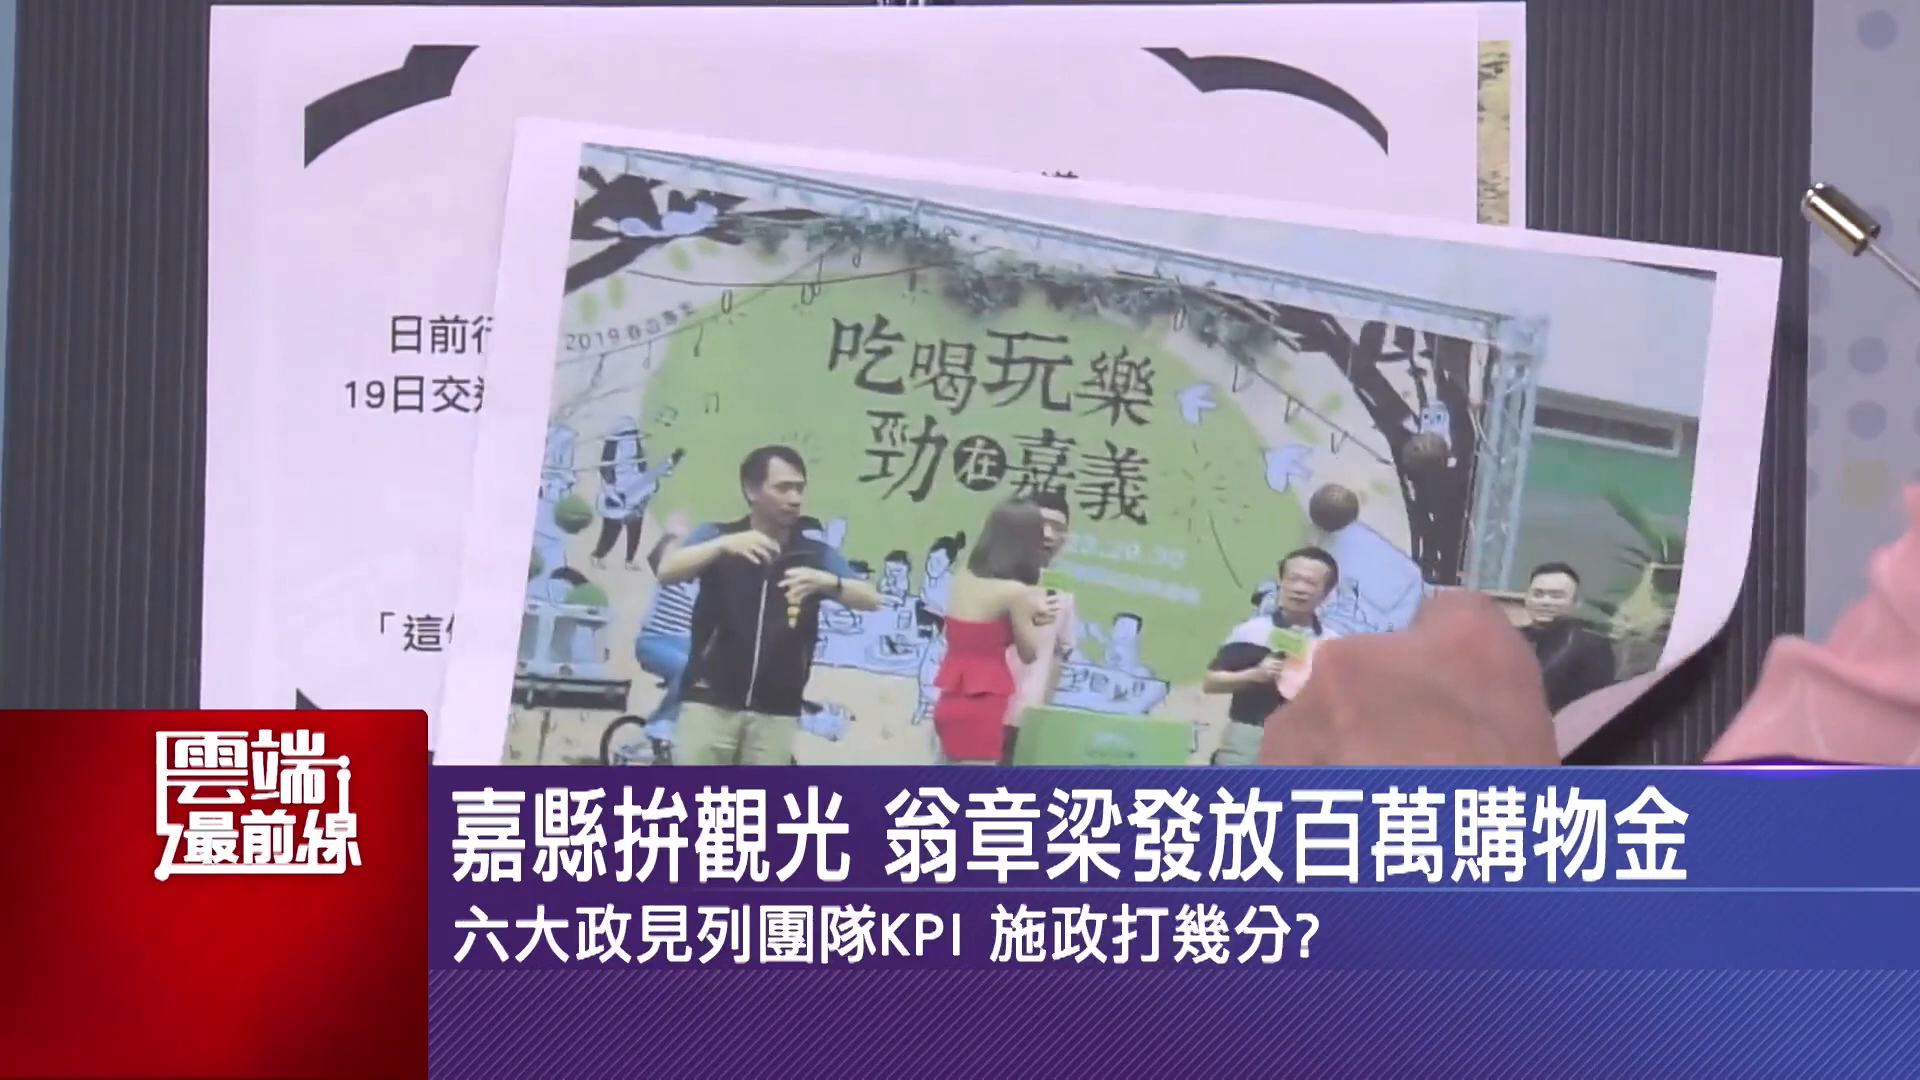 日前行
19日交
「這
2019
吃喝玩樂
勁在嘉義
雲端
最前線
嘉縣拚觀光 翁章梁發放百萬購物金
六大政見列團隊KPI 施政打幾分?